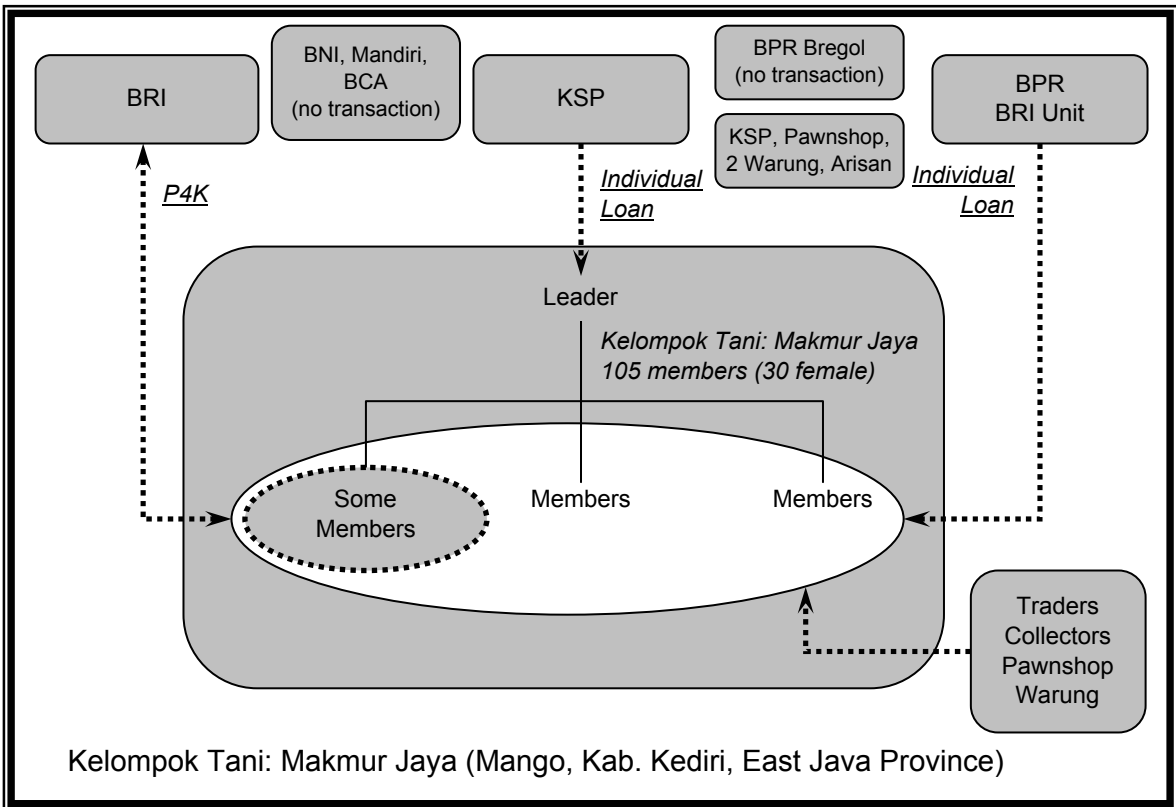 BRI
BNI, Mandiri,
BCA
(no transaction)
KSP
BPR Bregol
(no transaction)
KSP, Pawnshop,
2 Warung, Arisan
BPR
BRI Unit
P4K
Individual
Loan
Individual
Loan
Leader
Kelompok Tani: Makmur Jaya
105 members (30 female)
Some
Members
Members
Members
Traders
Collectors
Pawnshop
Warung
Kelompok Tani: Makmur Jaya (Mango, Kab. Kediri, East Java Province)